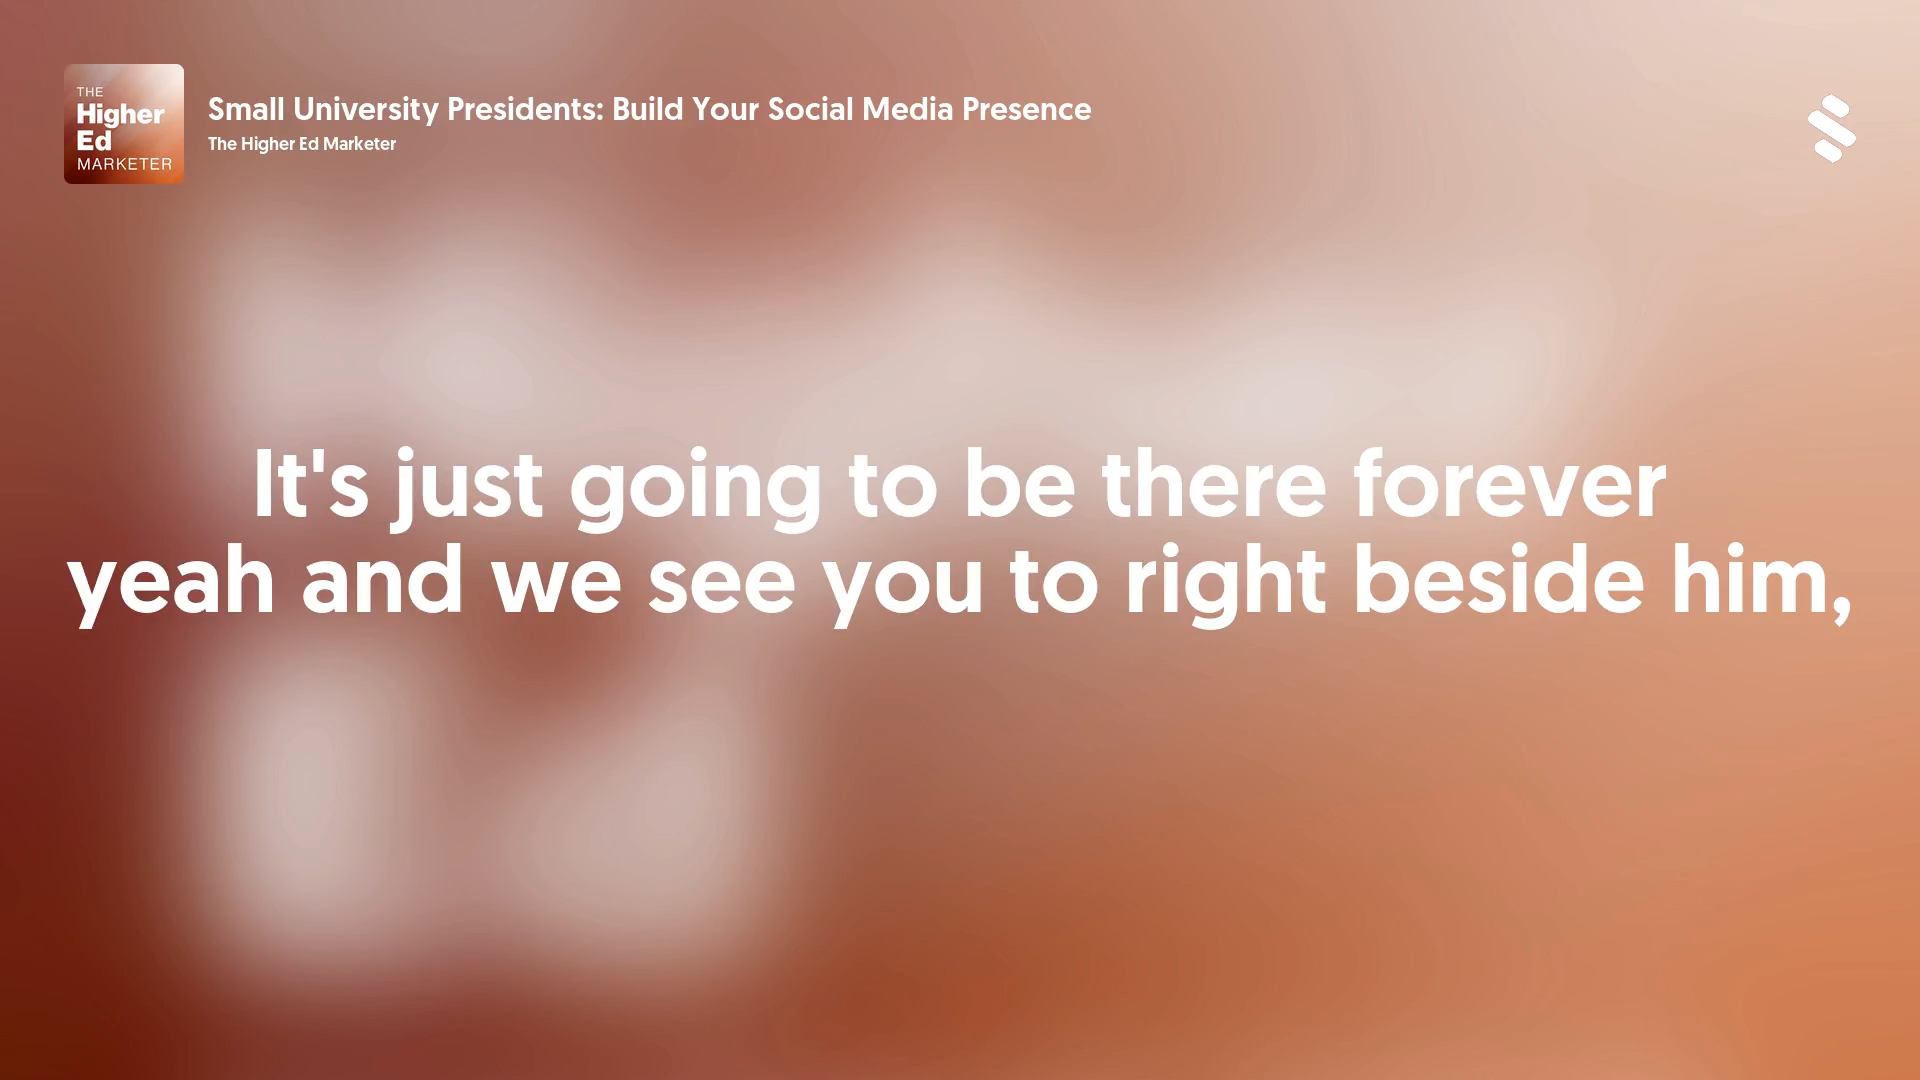 THE
Higher
Ed
MARKETER
Small University Presidents: Build Your Social Media Presence
The Higher Ed Marketer
It's just going to be there forever
yeah and we see you to right beside him,